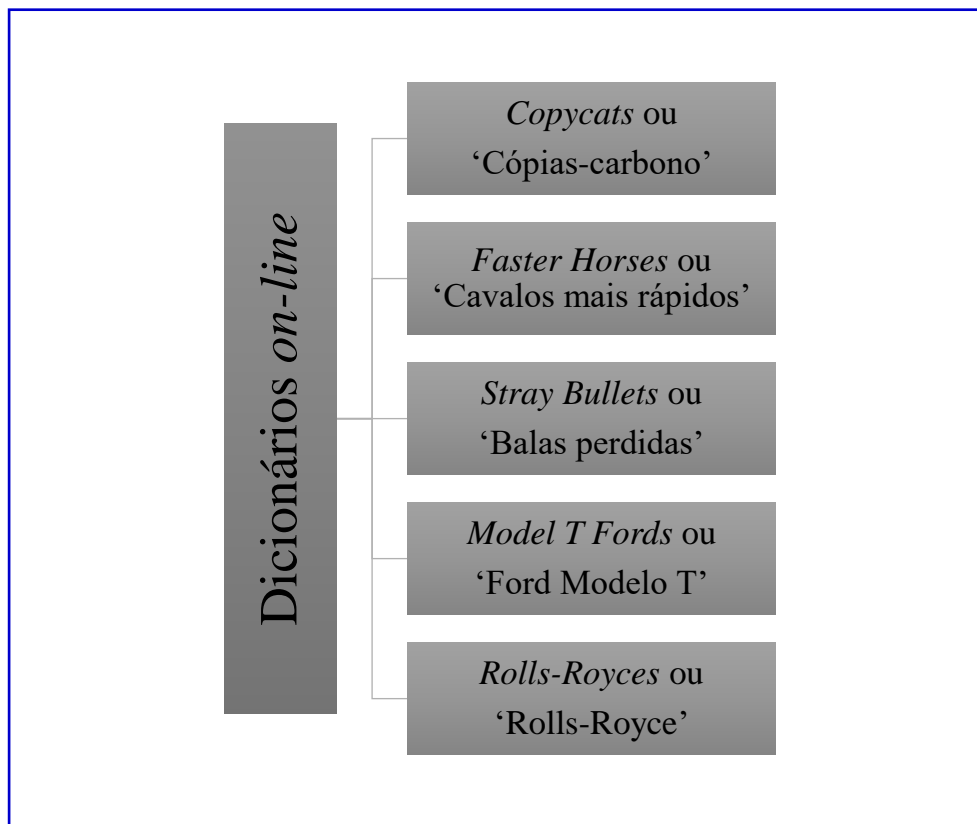 Dicionários on-line
Copycats ou
‘Cópias-carbono’
Faster Horses ou
‘Cavalos mais rápidos’
Stray Bullets ou
‘Balas perdidas’
Model T Fords ou
‘Ford Modelo T’
Rolls-Royces ou
‘Rolls-Royce’